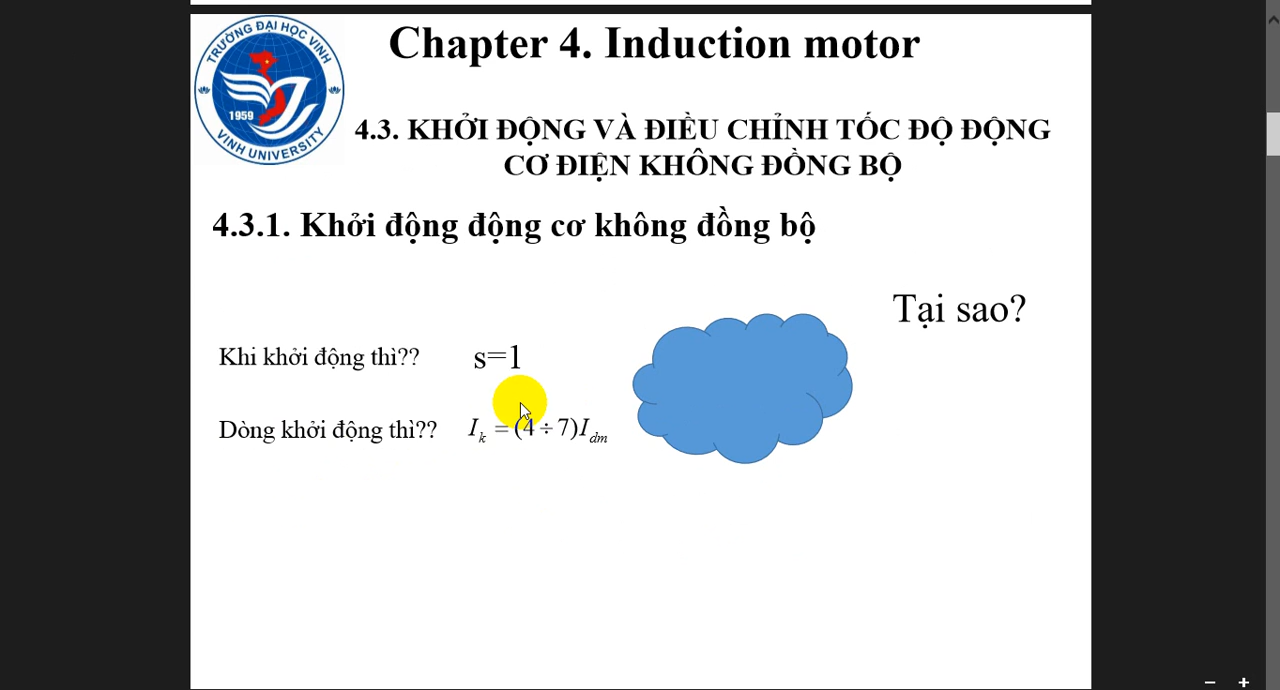 TRƯỜNG ĐẠI HỌC VINH
1959
VINH UNIVERSITY
Chapter 4. Induction motor
4.3. KHỞI ĐỘNG VÀ ĐIỀU CHỈNH TỐC ĐỘ ĐỘNG
CƠ ĐIỆN KHÔNG ĐỒNG BỘ
4.3.1. Khởi động động cơ không đồng bộ
Tại sao?
Khi khởi động thì?? s=1
Dòng khởi động thì?? I_k = (4 ÷ 7)I_dm